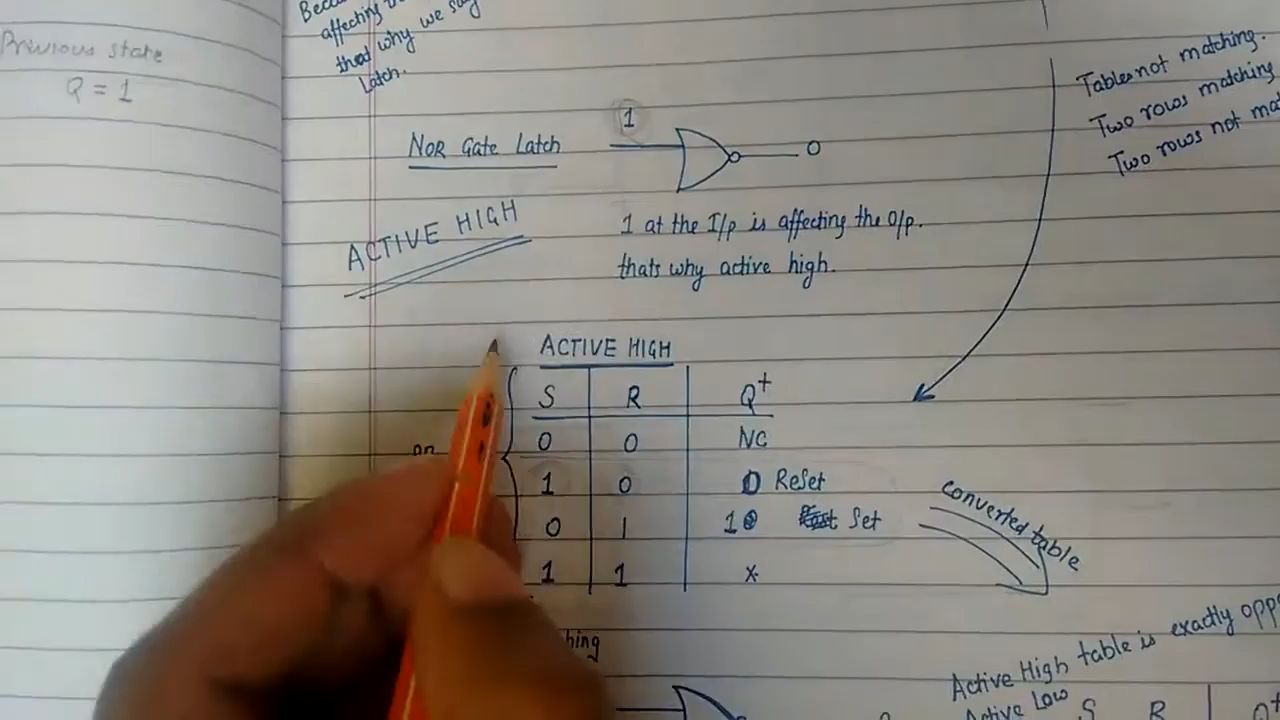 Previous state
Q = 1
affecting
why we say
Latch.
Tables not matching.
Two rows matching
Two rows not
NOR Gate Latch
1
0
ACTIVE HIGH
1 at the I/p is affecting the O/p.
thats why active high.
ACTIVE HIGH
S R Q+
0 0 NC
1 0 0 Reset
0 1 1 Set
1 1 x
Converted table
Active High table is exactly
Active Low
S R Q+